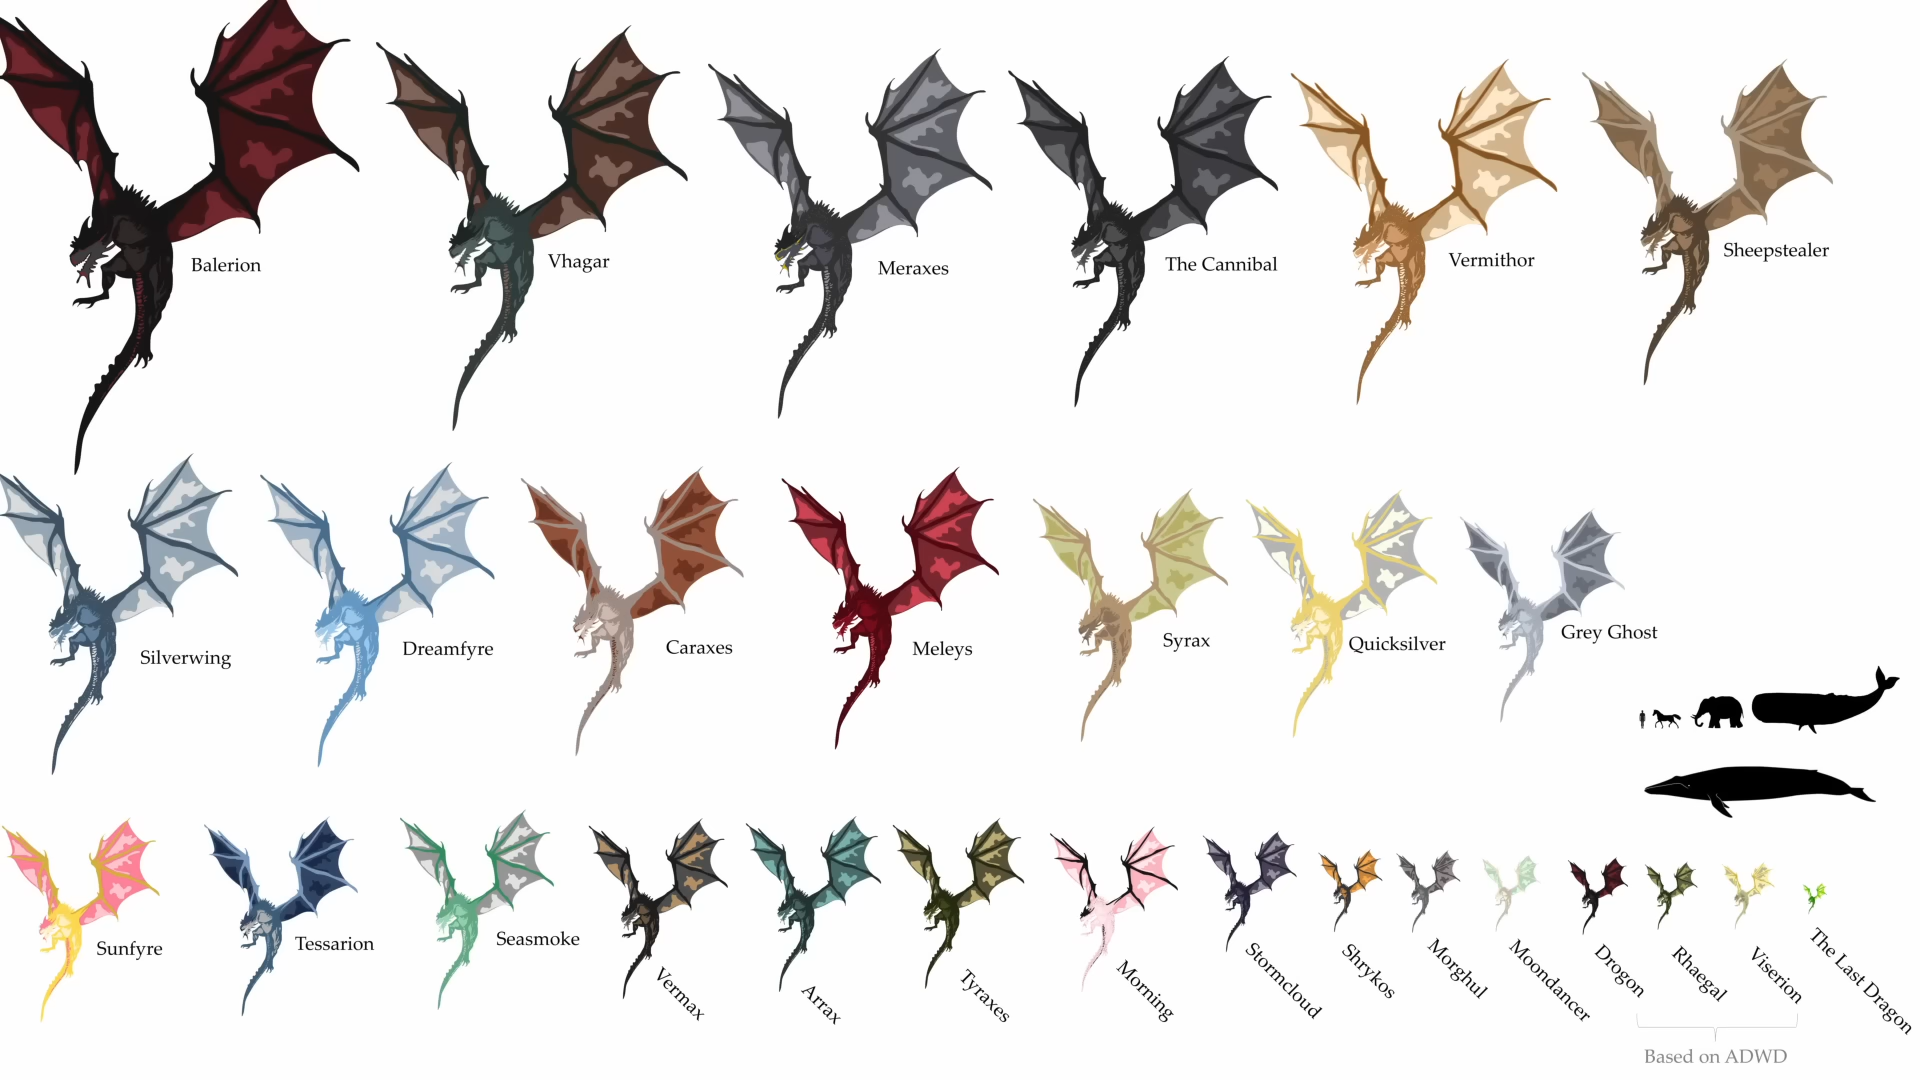 Balerion
Vhagar
Meraxes
The Cannibal
Vermithor
Sheepstealer
Silverwing
Dreamfyre
Caraxes
Meleys
Syrax
Quicksilver
Grey Ghost
Sunfyre
Tessarion
Seasmoke
Vermax
Arrax
Tyraxes
Morning
Stormcloud
Shrykos
Morghul
Moondancer
Drogon
Rhaegal
Viserion
The Last Dragon
Based on ADWD